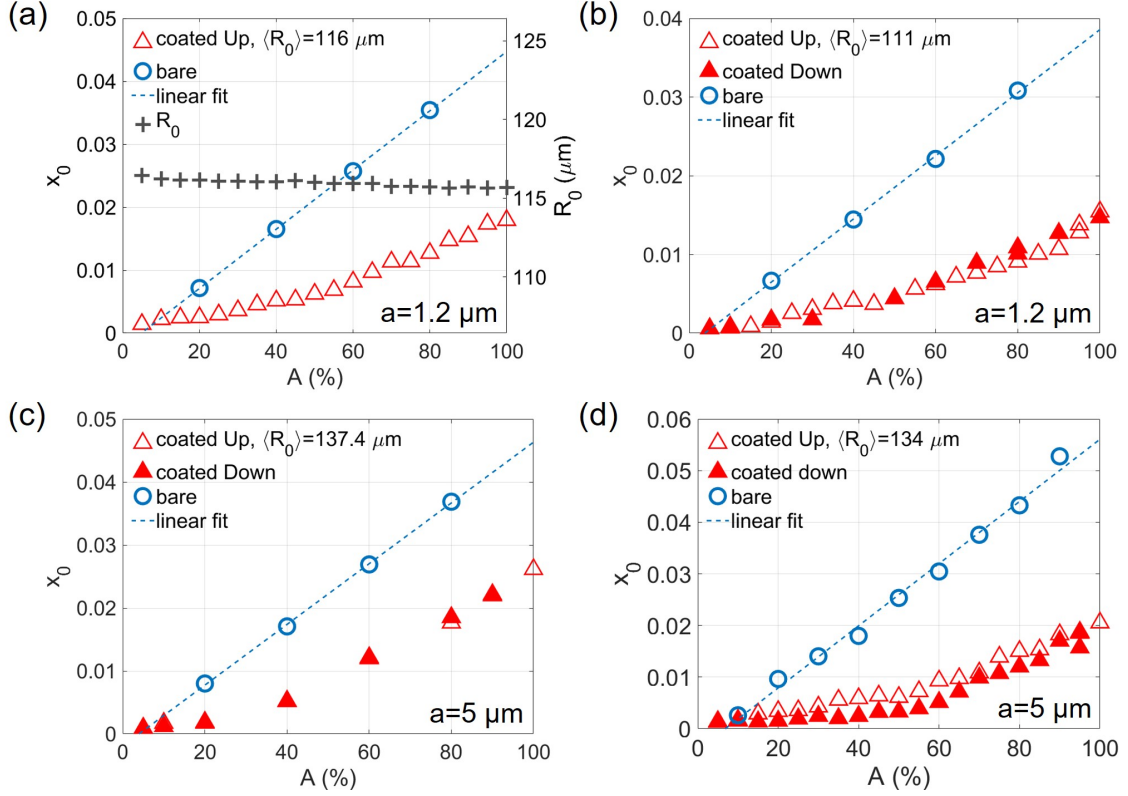 (a)
0.05
0.04
0.03
0.02
0.01
0
x₀
125
120
115
110
R₀ (μm)
coated Up, ⟨R₀⟩=116 μm
bare
linear fit
R₀
a=1.2 μm
0 20 40 60 80 100
A (%)
(b)
0.04
0.03
0.02
0.01
0
x₀
coated Up, ⟨R₀⟩=111 μm
coated Down
bare
linear fit
a=1.2 μm
0 20 40 60 80 100
A (%)
(c)
0.05
0.04
0.03
0.02
0.01
0
x₀
coated Up, ⟨R₀⟩=137.4 μm
coated Down
bare
linear fit
a=5 μm
0 20 40 60 80 100
A (%)
(d)
0.06
0.05
0.04
0.03
0.02
0.01
0
x₀
coated Up, ⟨R₀⟩=134 μm
coated down
bare
linear fit
a=5 μm
0 20 40 60 80 100
A (%)